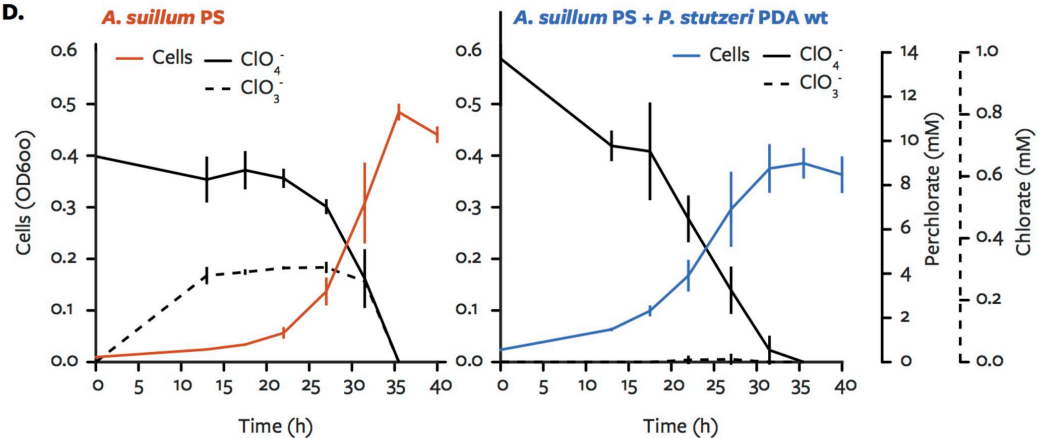 D.
A. suillum PS
A. suillum PS + P. stutzeri PDA wt
Cells
ClO4-
ClO3-
Cells
ClO4-
ClO3-
Cells (OD600)
0.6
0.5
0.4
0.3
0.2
0.1
0.0
0 5 10 15 20 25 30 35 40
Time (h)
0.6
0.5
0.4
0.3
0.2
0.1
0.0
0 5 10 15 20 25 30 35 40
Time (h)
14
12
10
8
6
4
2
0
Perchlorate (mM)
1.0
0.8
0.6
0.4
0.2
0.0
Chlorate (mM)